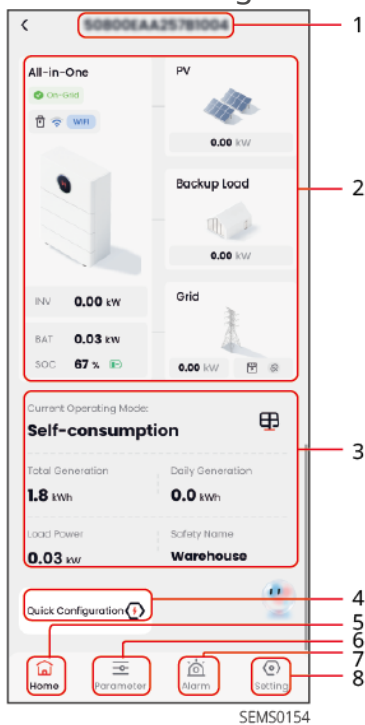 1
All-in-One
On-Grid
WiFi
INV 0.00 kW
BAT 0.03 kW
SOC 67 %
PV
0.00 kW
Backup Load
0.00 kW
Grid
0.00 kW
2
Current Operating Mode:
Self-consumption
Total Generation Daily Generation
1.8 kWh 0.0 kWh
Load Power Safety Name
0.03 kW Warehouse
3
Quick Configuration
4
5
6
7
8
Home Parameter Alarm Setting
SEMS0154